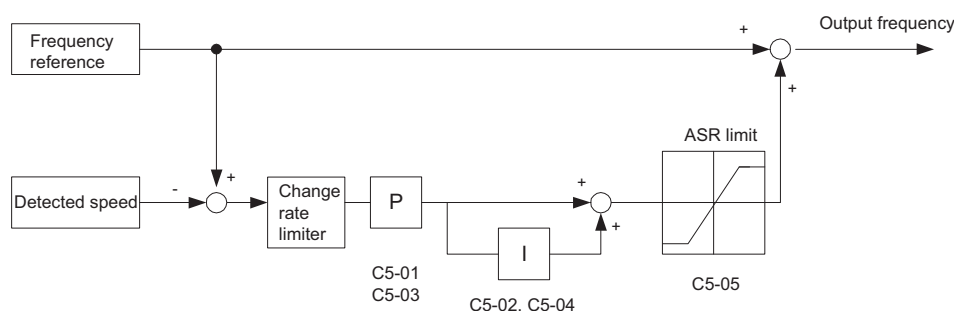 Frequency
reference
+
Output frequency
+
Detected speed
-
+
Change
rate
limiter
P
+
I
+
ASR limit
C5-01
C5-03
C5-02, C5-04
C5-05